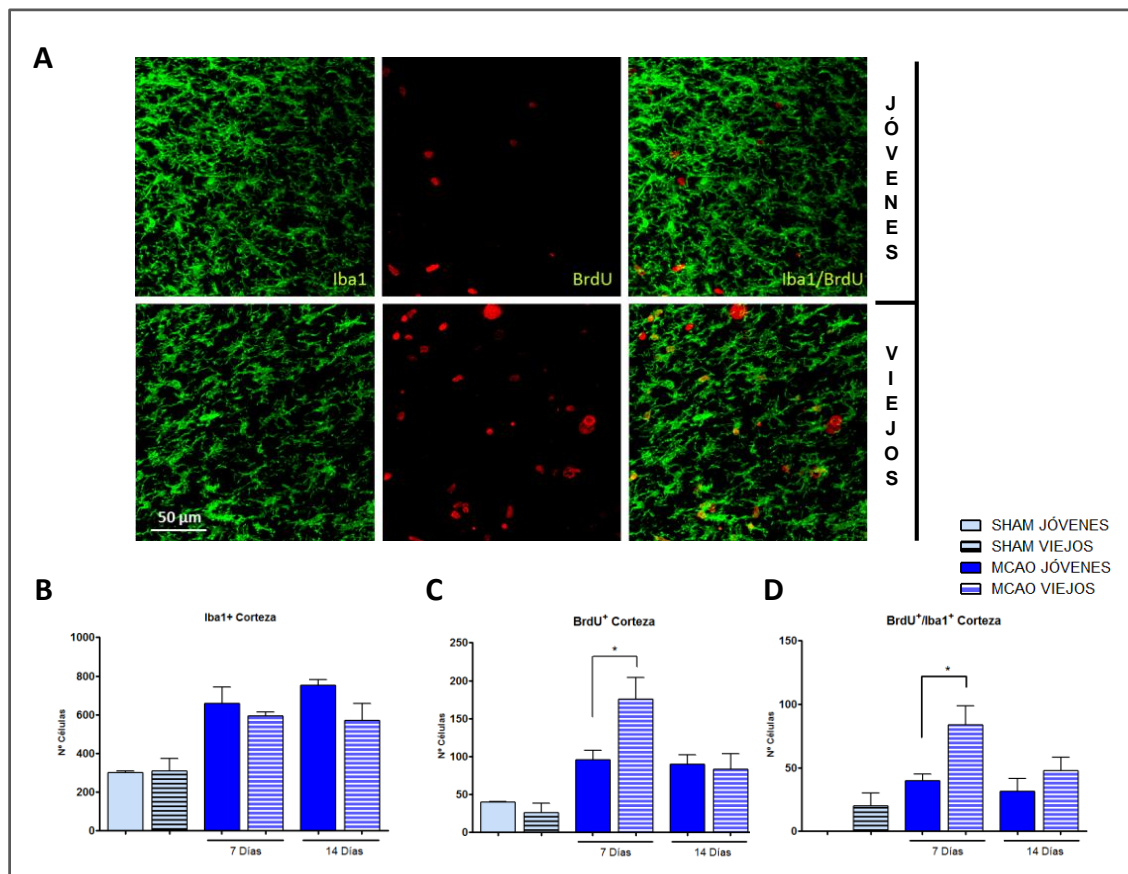 A
Iba1
BrdU
Iba1/BrdU
JÓVENES
50 µm
VIEJOS
SHAM JÓVENES
SHAM VIEJOS
MCAO JÓVENES
MCAO VIEJOS
B
Iba1+ Corteza
Nº Células
1000
800
600
400
200
0
7 Días
14 Días
C
BrdU⁺ Corteza
Nº Células
250
200
150
100
50
0
*
7 Días
14 Días
D
BrdU⁺/Iba1⁺ Corteza
Nº Células
150
100
50
0
*
7 Días
14 Días